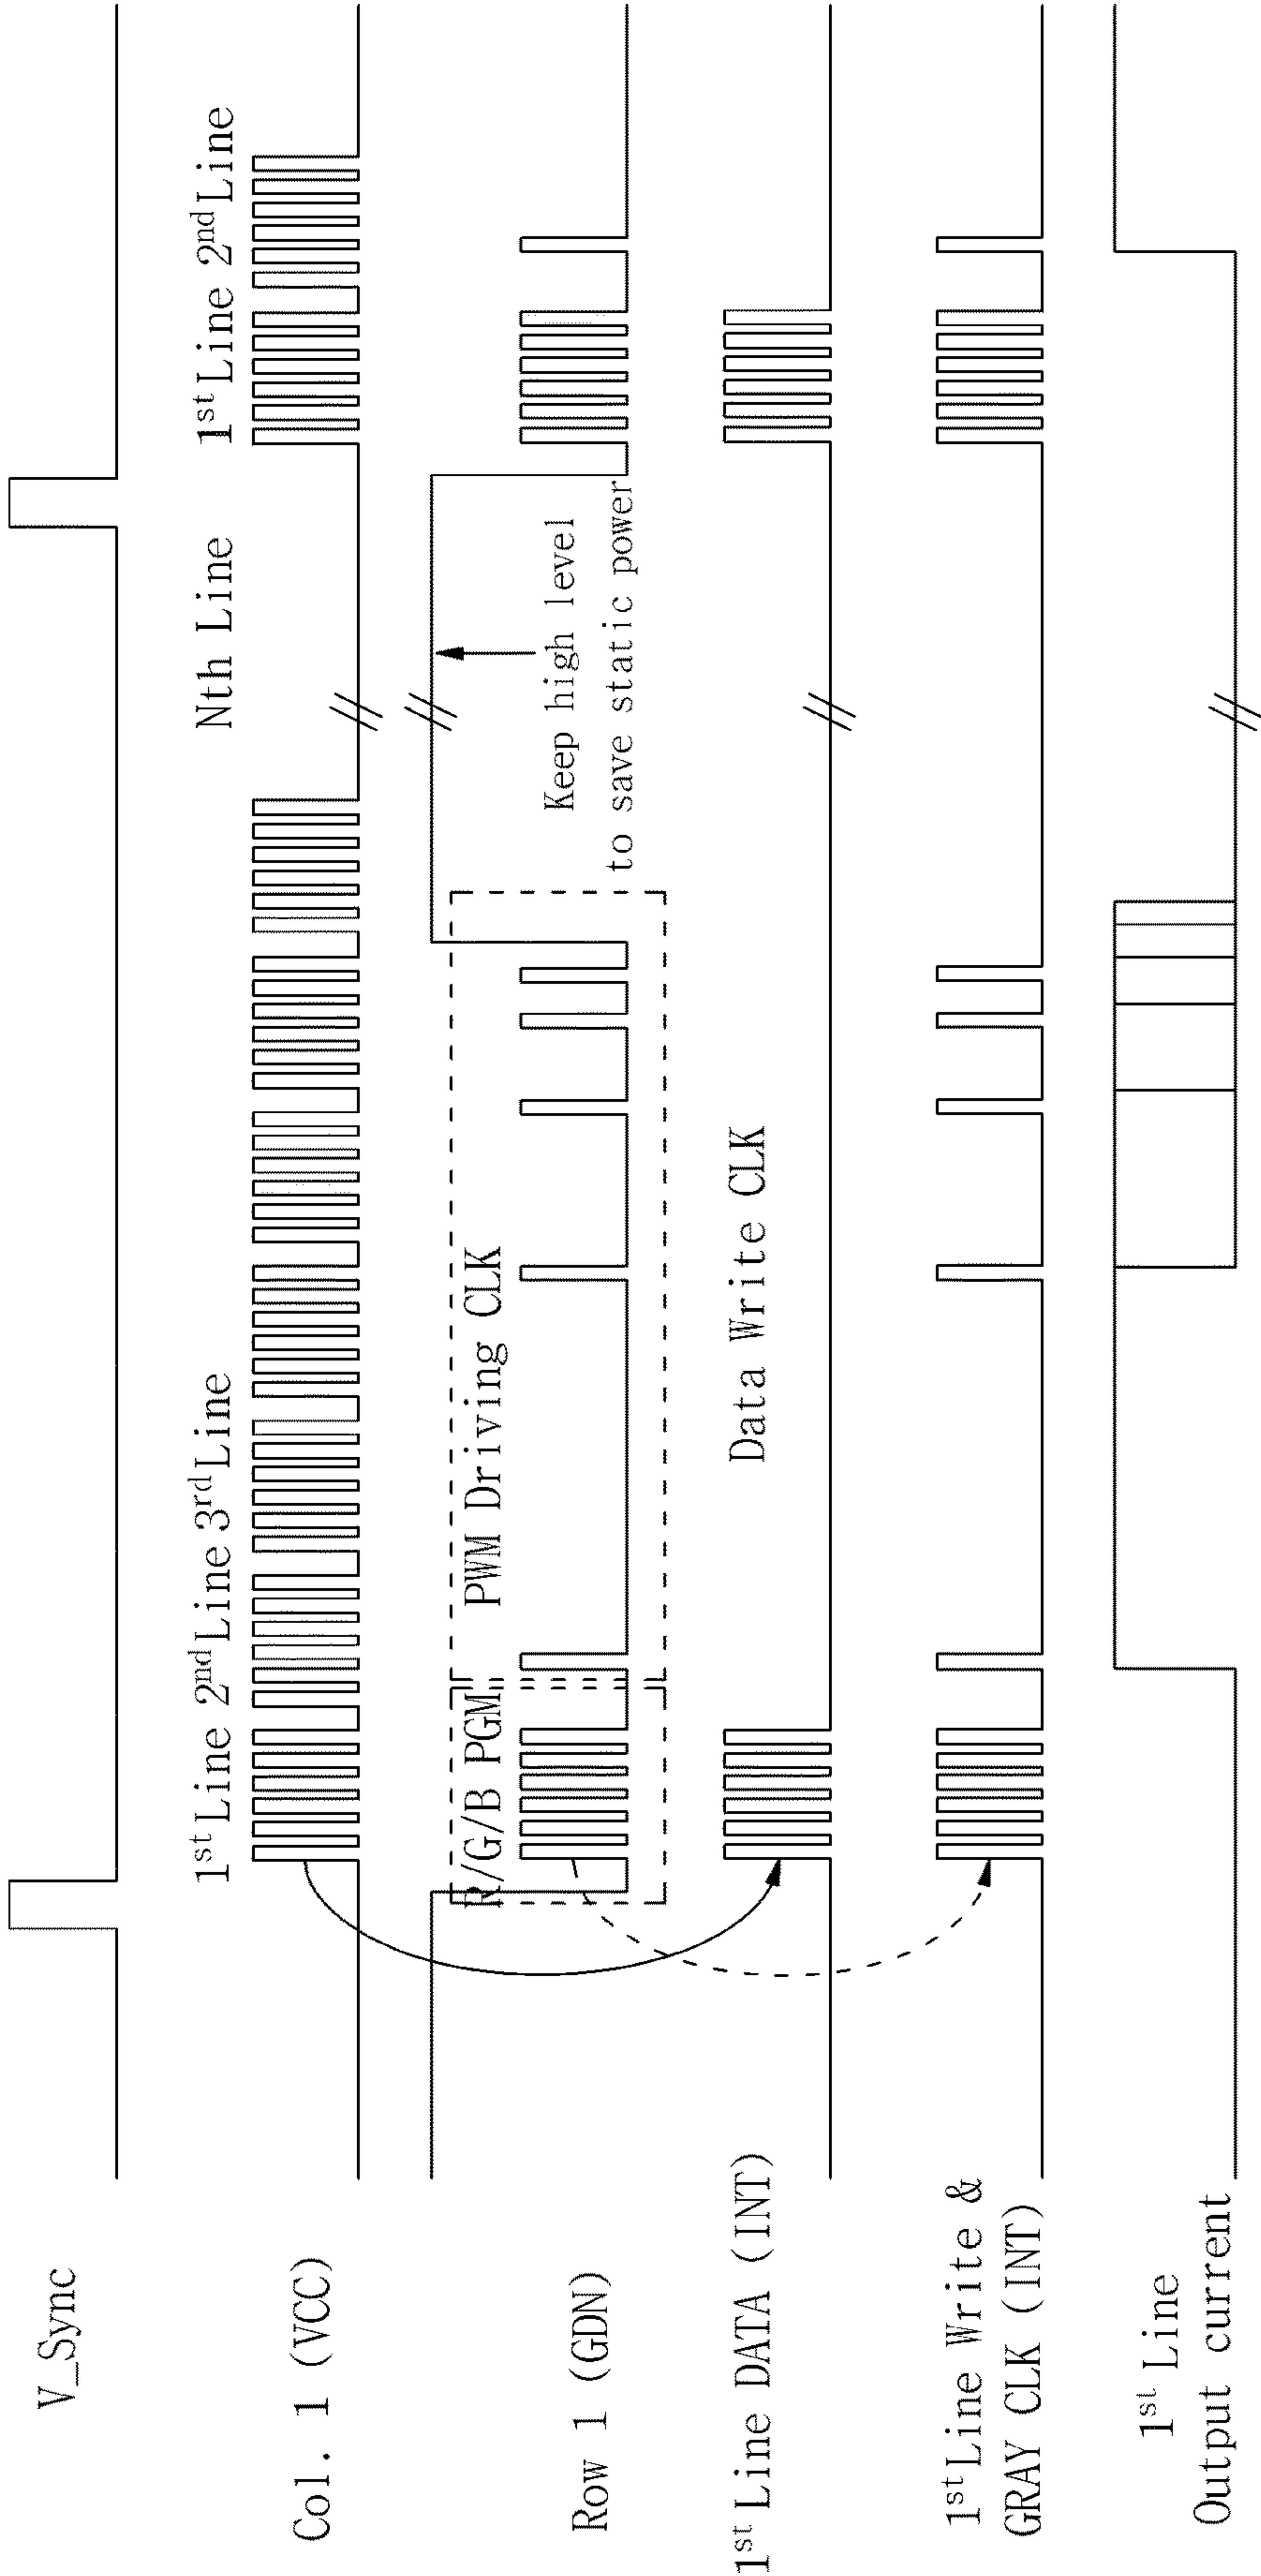 V_Sync
1st Line 2nd Line 3rd Line
Nth Line
1st Line 2nd Line
Col. 1 (VCC)
R/G/B PGM
PWM Driving CLK
Keep high level
to save static power
Row 1 (GDN)
Data Write CLK
1st Line DATA (INT)
1st Line Write &
GRAY CLK (INT)
1st Line
Output current